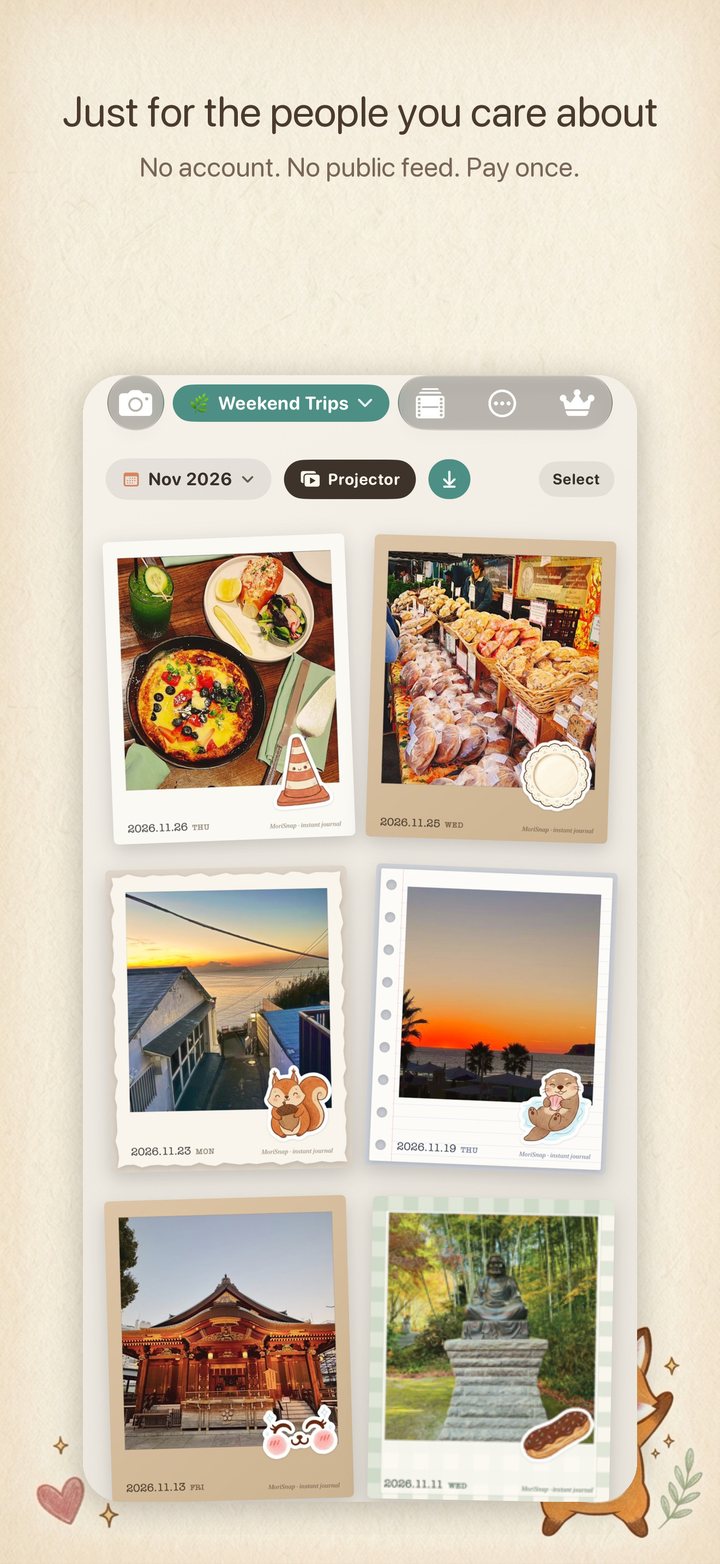 Just for the people you care about
No account. No public feed. Pay once.
Weekend Trips
Nov 2026
Projector
Select
2026.11.26 THU
MoriSnap · instant journal
2026.11.25 WED
MoriSnap · instant journal
2026.11.23 MON
MoriSnap · instant journal
2026.11.19 THU
MoriSnap · instant journal
2026.11.13 FRI
MoriSnap · instant journal
2026.11.11 WED
MoriSnap · instant journal